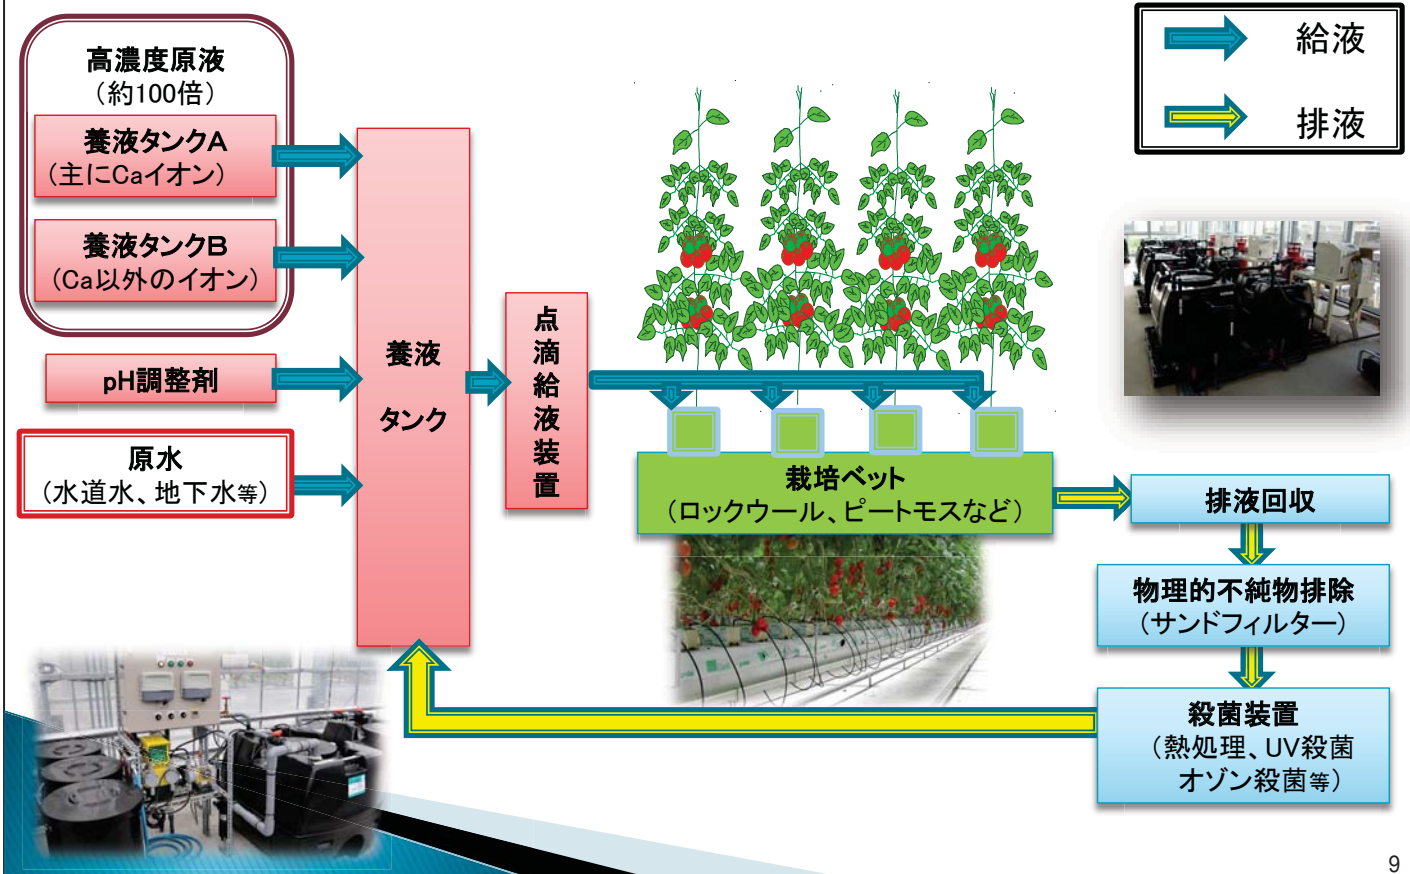 高濃度原液
（約100倍）
養液タンクA
（主にCaイオン）
養液タンクB
（Ca以外のイオン）
pH調整剤
原水
（水道水、地下水等）
養液
タンク
点滴給液装置
給液
排液
栽培ベット
（ロックウール、ピートモスなど）
排液回収
物理的不純物排除
（サンドフィルター）
殺菌装置
（熱処理、UV殺菌
オゾン殺菌等）
9